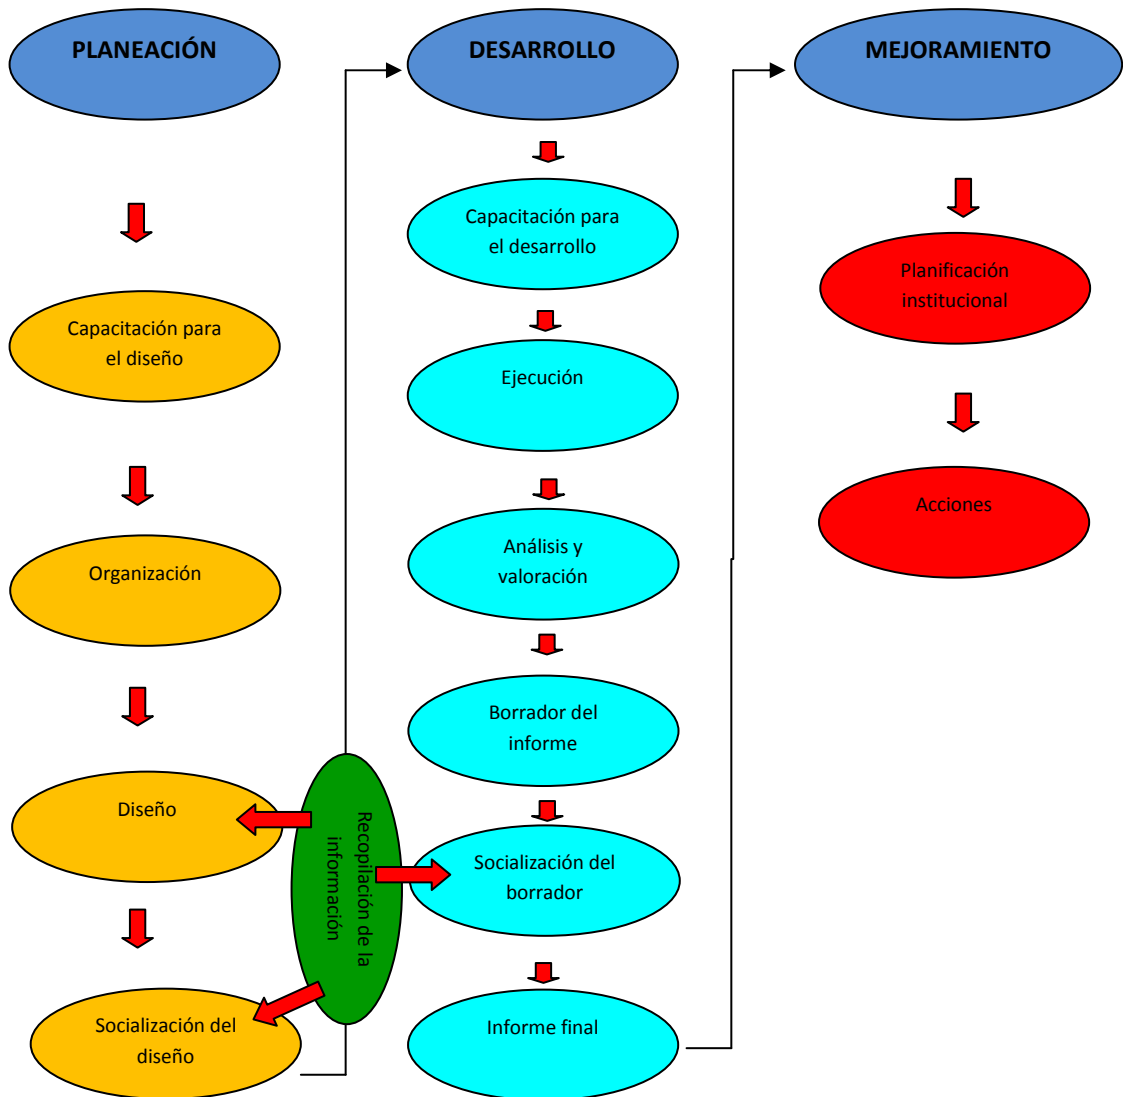 PLANEACIÓN
Capacitación para
el diseño
Organización
Diseño
Socialización del
diseño
Recopilación de la
información
DESARROLLO
Capacitación para
el desarrollo
Ejecución
Análisis y
valoración
Borrador del
informe
Socialización del
borrador
Informe final
MEJORAMIENTO
Planificación
institucional
Acciones